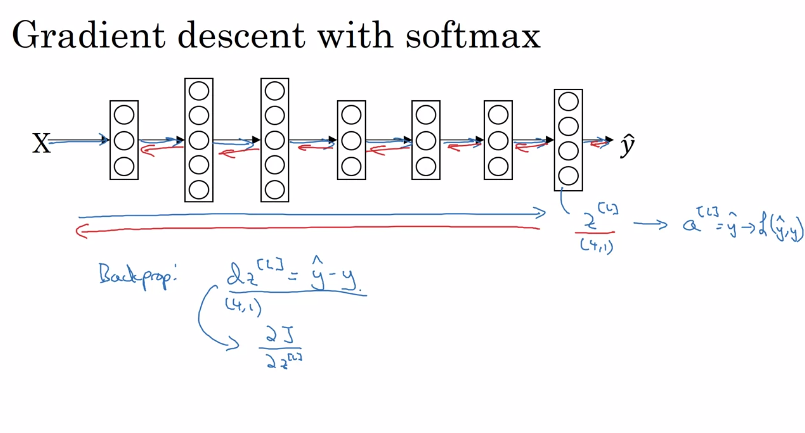 Gradient descent with softmax
X ŷ
z^[L] → a^[L] = ŷ → L(ŷ,y)
(4,1)
Backprop: dz^[L] = ŷ - y.
(4,1)
∂J
∂z^[L]